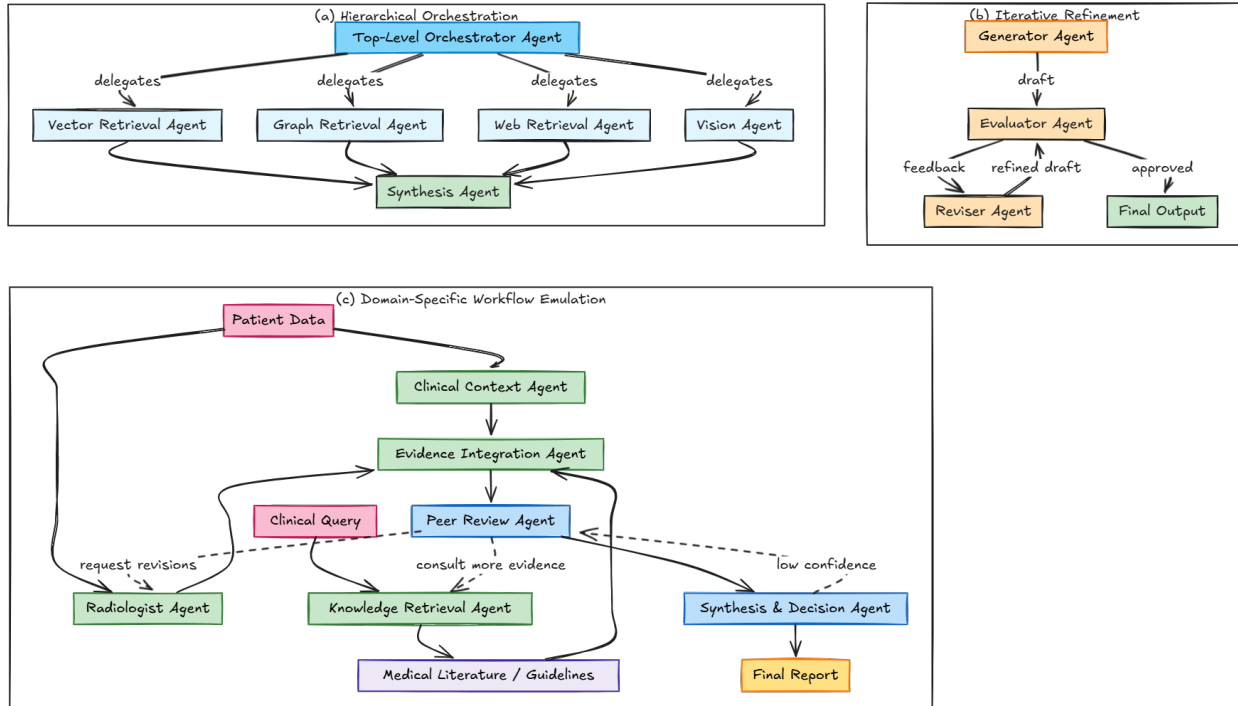 (a) Hierarchical Orchestration
Top-Level Orchestrator Agent
delegates
delegates
delegates
delegates
Vector Retrieval Agent
Graph Retrieval Agent
Web Retrieval Agent
Vision Agent
Synthesis Agent
(b) Iterative Refinement
Generator Agent
draft
Evaluator Agent
feedback
refined draft
approved
Reviser Agent
Final Output
(c) Domain-Specific Workflow Emulation
Patient Data
Clinical Context Agent
Evidence Integration Agent
Clinical Query
Peer Review Agent
request revisions
consult more evidence
low confidence
Radiologist Agent
Knowledge Retrieval Agent
Synthesis & Decision Agent
Medical Literature / Guidelines
Final Report